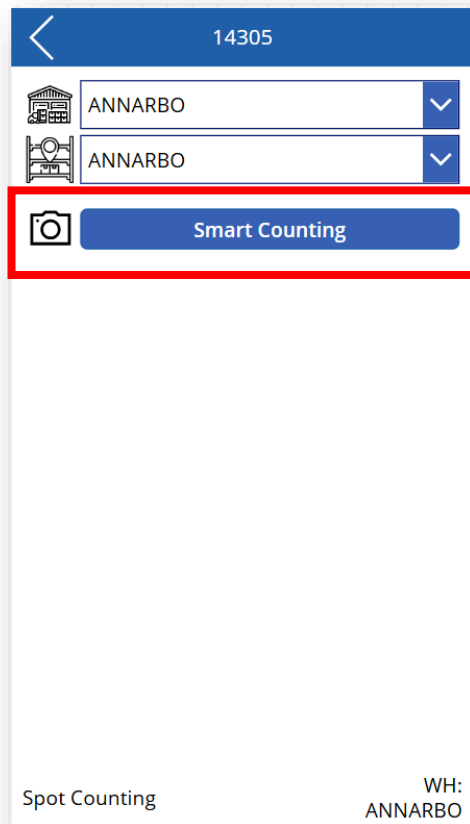 14305
ANNARBO
ANNARBO
Smart Counting
Spot Counting
WH:
ANNARBO